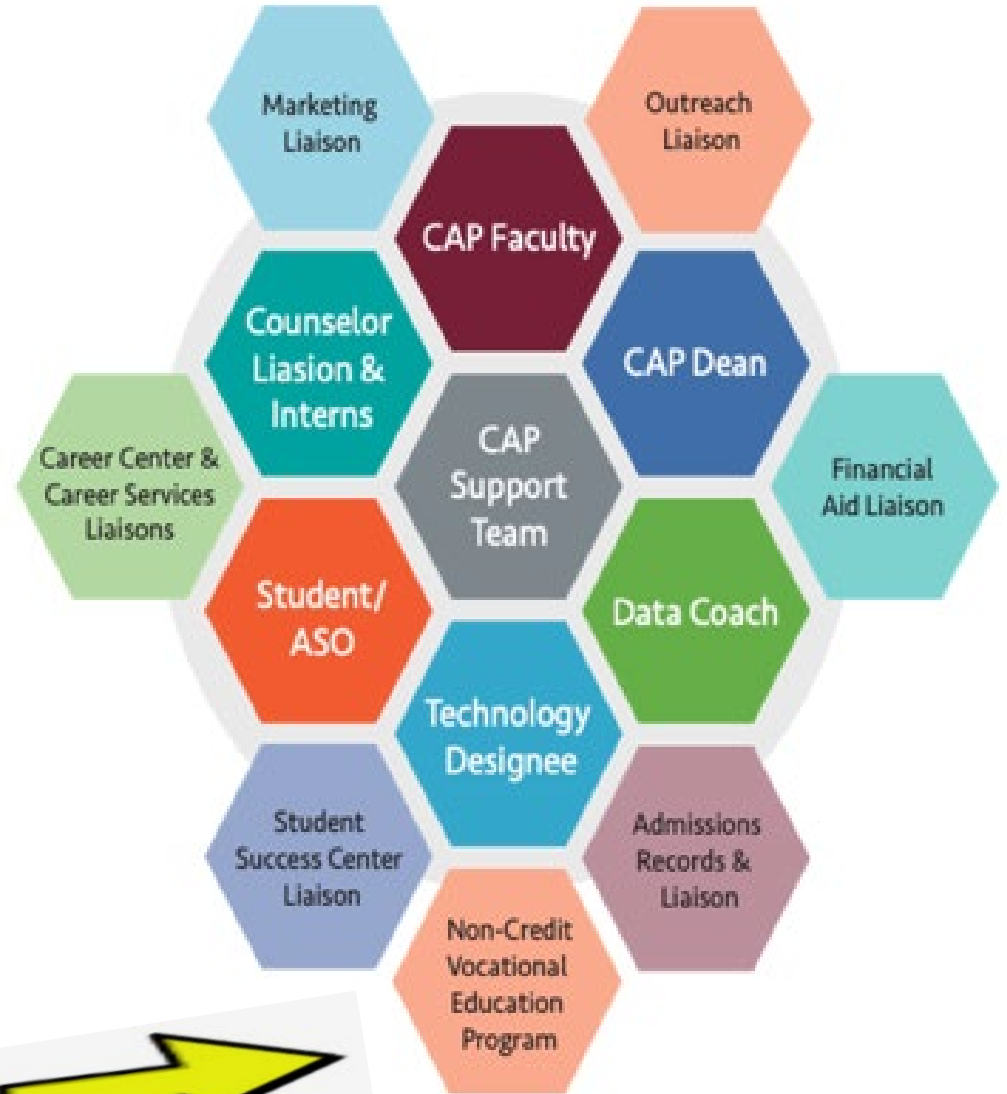 Marketing
Liaison
Outreach
Liaison
CAP Faculty
Counselor
Liasion &
Interns
CAP Dean
Career Center &
Career Services
Liaisons
CAP
Support
Team
Financial
Aid Liaison
Student/
ASO
Data Coach
Technology
Designee
Student
Success Center
Liaison
Admissions
Records &
Liaison
Non-Credit
Vocational
Education
Program